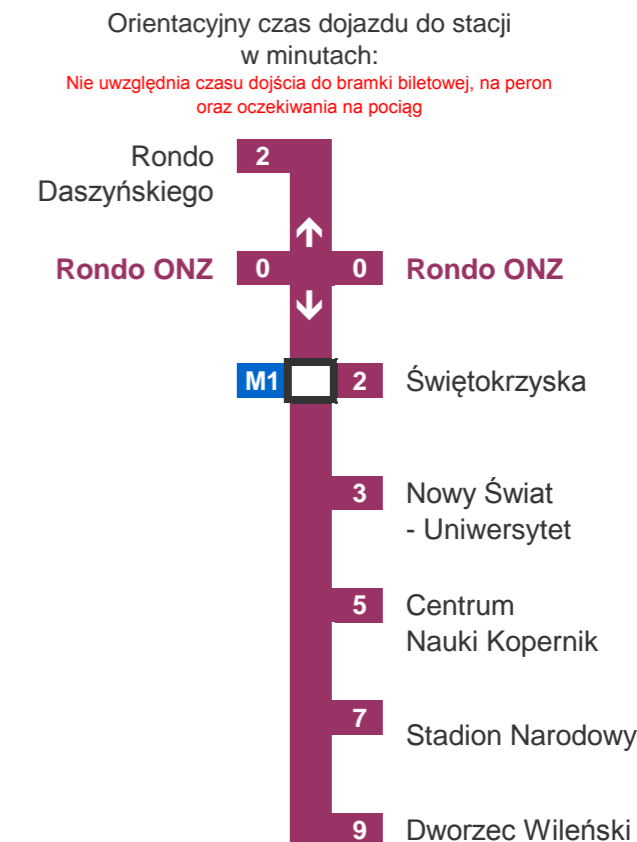 Orientacyjny czas dojazdu do stacji
w minutach:
Nie uwzględnia czasu dojścia do bramki biletowej, na peron
oraz oczekiwania na pociąg
Rondo 2
Daszyńskiego
Rondo ONZ 0 0 Rondo ONZ
M1 2 Świętokrzyska
3 Nowy Świat
- Uniwersytet
5 Centrum
Nauki Kopernik
7 Stadion Narodowy
9 Dworzec Wileński